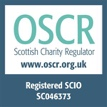 OSCR
Scottish Charity Regulator
www.oscr.org.uk
Registered SCIO
SC046373